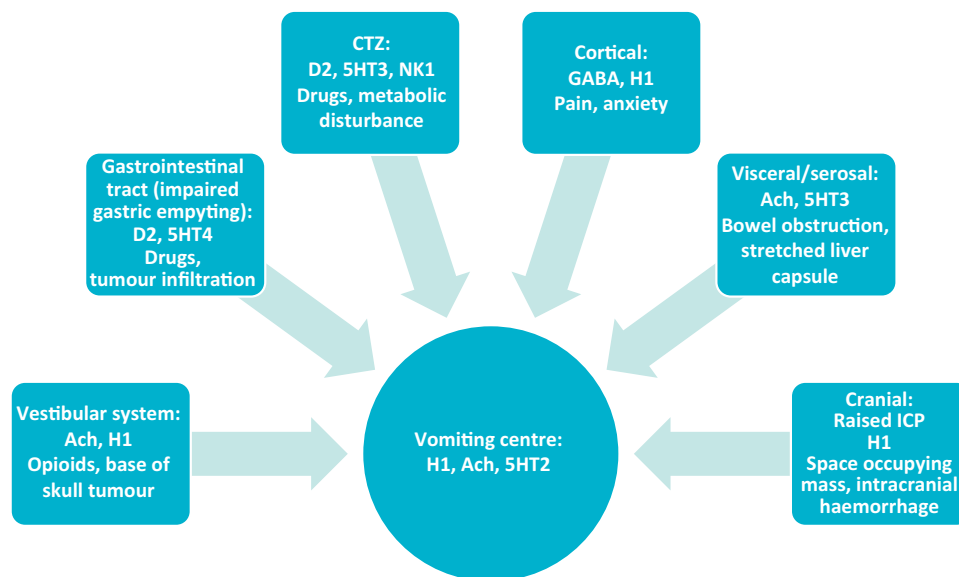 CTZ:
D2, 5HT3, NK1
Drugs, metabolic
disturbance
Cortical:
GABA, H1
Pain, anxiety
Gastrointestinal
tract (impaired
gastric empyting):
D2, 5HT4
Drugs,
tumour infiltration
Visceral/serosal:
Ach, 5HT3
Bowel obstruction,
stretched liver
capsule
Vestibular system:
Ach, H1
Opioids, base of
skull tumour
Vomiting centre:
H1, Ach, 5HT2
Cranial:
Raised ICP
H1
Space occupying
mass, intracranial
haemorrhage